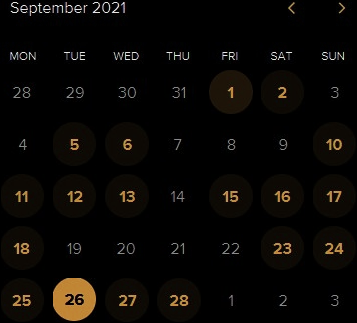 September 2021 < >
MON TUE WED THU FRI SAT SUN
28 29 30 31 1 2 3
4 5 6 7 8 9 10
11 12 13 14 15 16 17
18 19 20 21 22 23 24
25 26 27 28 1 2 3